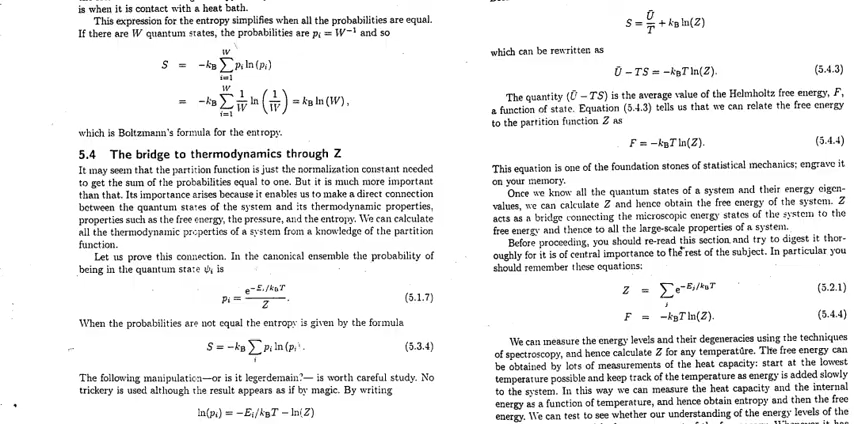 is when it is contact with a heat bath.
This expression for the entropy simplifies when all the probabilities are equal.
If there are W quantum states, the probabilities are pᵢ = W⁻¹ and so
S = −k_B ∑_{i=1}^{W} pᵢ ln(pᵢ)
= −k_B ∑_{i=1}^{W} (1/W) ln(1/W) = k_B ln(W),
which is Boltzmann's formula for the entropy.
5.4 The bridge to thermodynamics through Z
It may seem that the partition function is just the normalization constant needed
to get the sum of the probabilities equal to one. But it is much more important
than that. Its importance arises because it enables us to make a direct connection
between the quantum states of the system and its thermodynamic properties,
properties such as the free energy, the pressure, and the entropy. We can calculate
all the thermodynamic properties of a system from a knowledge of the partition
function.
Let us prove this connection. In the canonical ensemble the probability of
being in the quantum state ψᵢ is
pᵢ = e^{−Eᵢ/k_BT} / Z. (5.1.7)
When the probabilities are not equal the entropy is given by the formula
S = −k_B ∑_i pᵢ ln(pᵢ). (5.3.4)
The following manipulation—or is it legerdemain?— is worth careful study. No
trickery is used although the result appears as if by magic. By writing
ln(pᵢ) = −Eᵢ/k_BT − ln(Z)
S = Ū/T + k_B ln(Z)
which can be rewritten as
Ū − TS = −k_BT ln(Z). (5.4.3)
The quantity (Ū − TS) is the average value of the Helmholtz free energy, F,
a function of state. Equation (5.4.3) tells us that we can relate the free energy
to the partition function Z as
F = −k_BT ln(Z). (5.4.4)
This equation is one of the foundation stones of statistical mechanics; engrave it
on your memory.
Once we know all the quantum states of a system and their energy eigen-
values, we can calculate Z and hence obtain the free energy of the system. Z
acts as a bridge connecting the microscopic energy states of the system to the
free energy and thence to all the large-scale properties of a system.
Before proceeding, you should re-read this section and try to digest it thor-
oughly for it is of central importance to the rest of the subject. In particular you
should remember these equations:
Z = ∑_j e^{−E_j/k_BT} (5.2.1)
F = −k_BT ln(Z). (5.4.4)
We can measure the energy levels and their degeneracies using the techniques
of spectroscopy, and hence calculate Z for any temperature. The free energy can
be obtained by lots of measurements of the heat capacity: start at the lowest
temperature possible and keep track of the temperature as energy is added slowly
to the system. In this way we can measure the heat capacity and the internal
energy as a function of temperature, and hence obtain entropy and then the free
energy. We can test to see whether our understanding of the energy levels of the